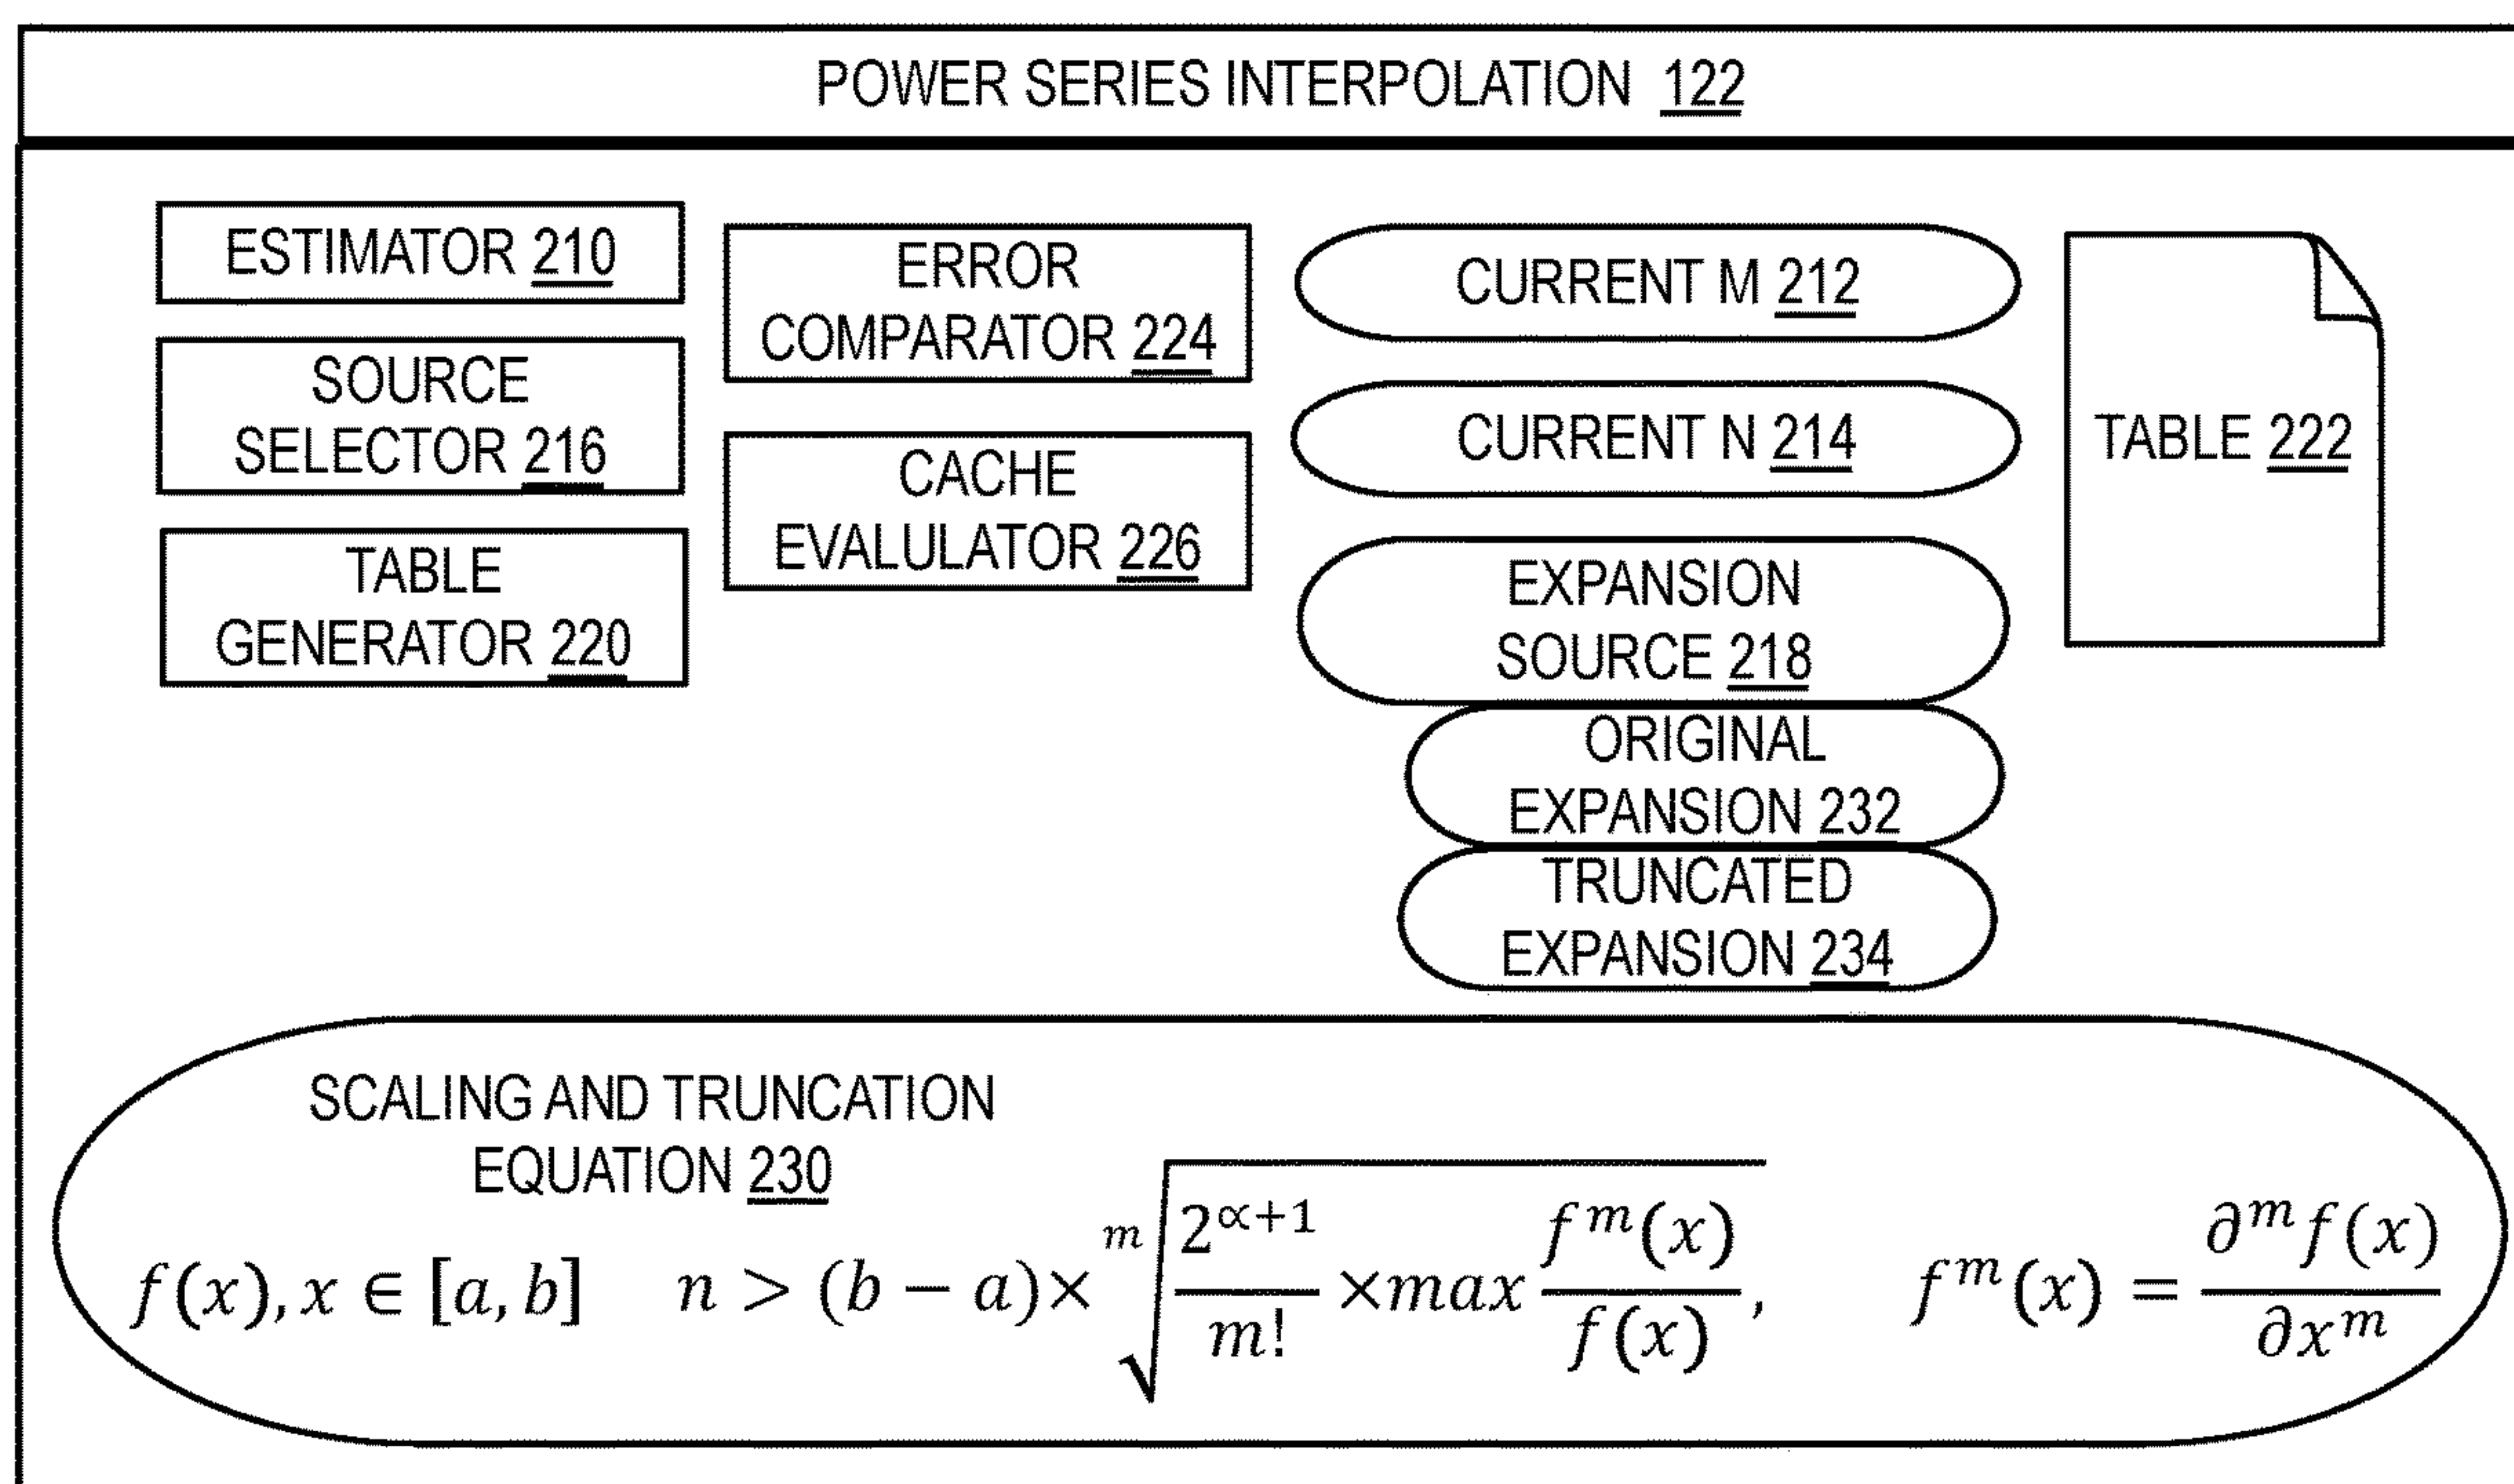 POWER SERIES INTERPOLATION 122
ESTIMATOR 210
SOURCE
SELECTOR 216
TABLE
GENERATOR 220
ERROR
COMPARATOR 224
CACHE
EVALULATOR 226
CURRENT M 212
CURRENT N 214
EXPANSION
SOURCE 218
ORIGINAL
EXPANSION 232
TRUNCATED
EXPANSION 234
TABLE 222
SCALING AND TRUNCATION
EQUATION 230
f(x), x ∈ [a, b] n > (b − a)× ᵐ√(2^(∝+1)/m! ×max f^m(x)/f(x)), f^m(x) = ∂^m f(x)/∂x^m